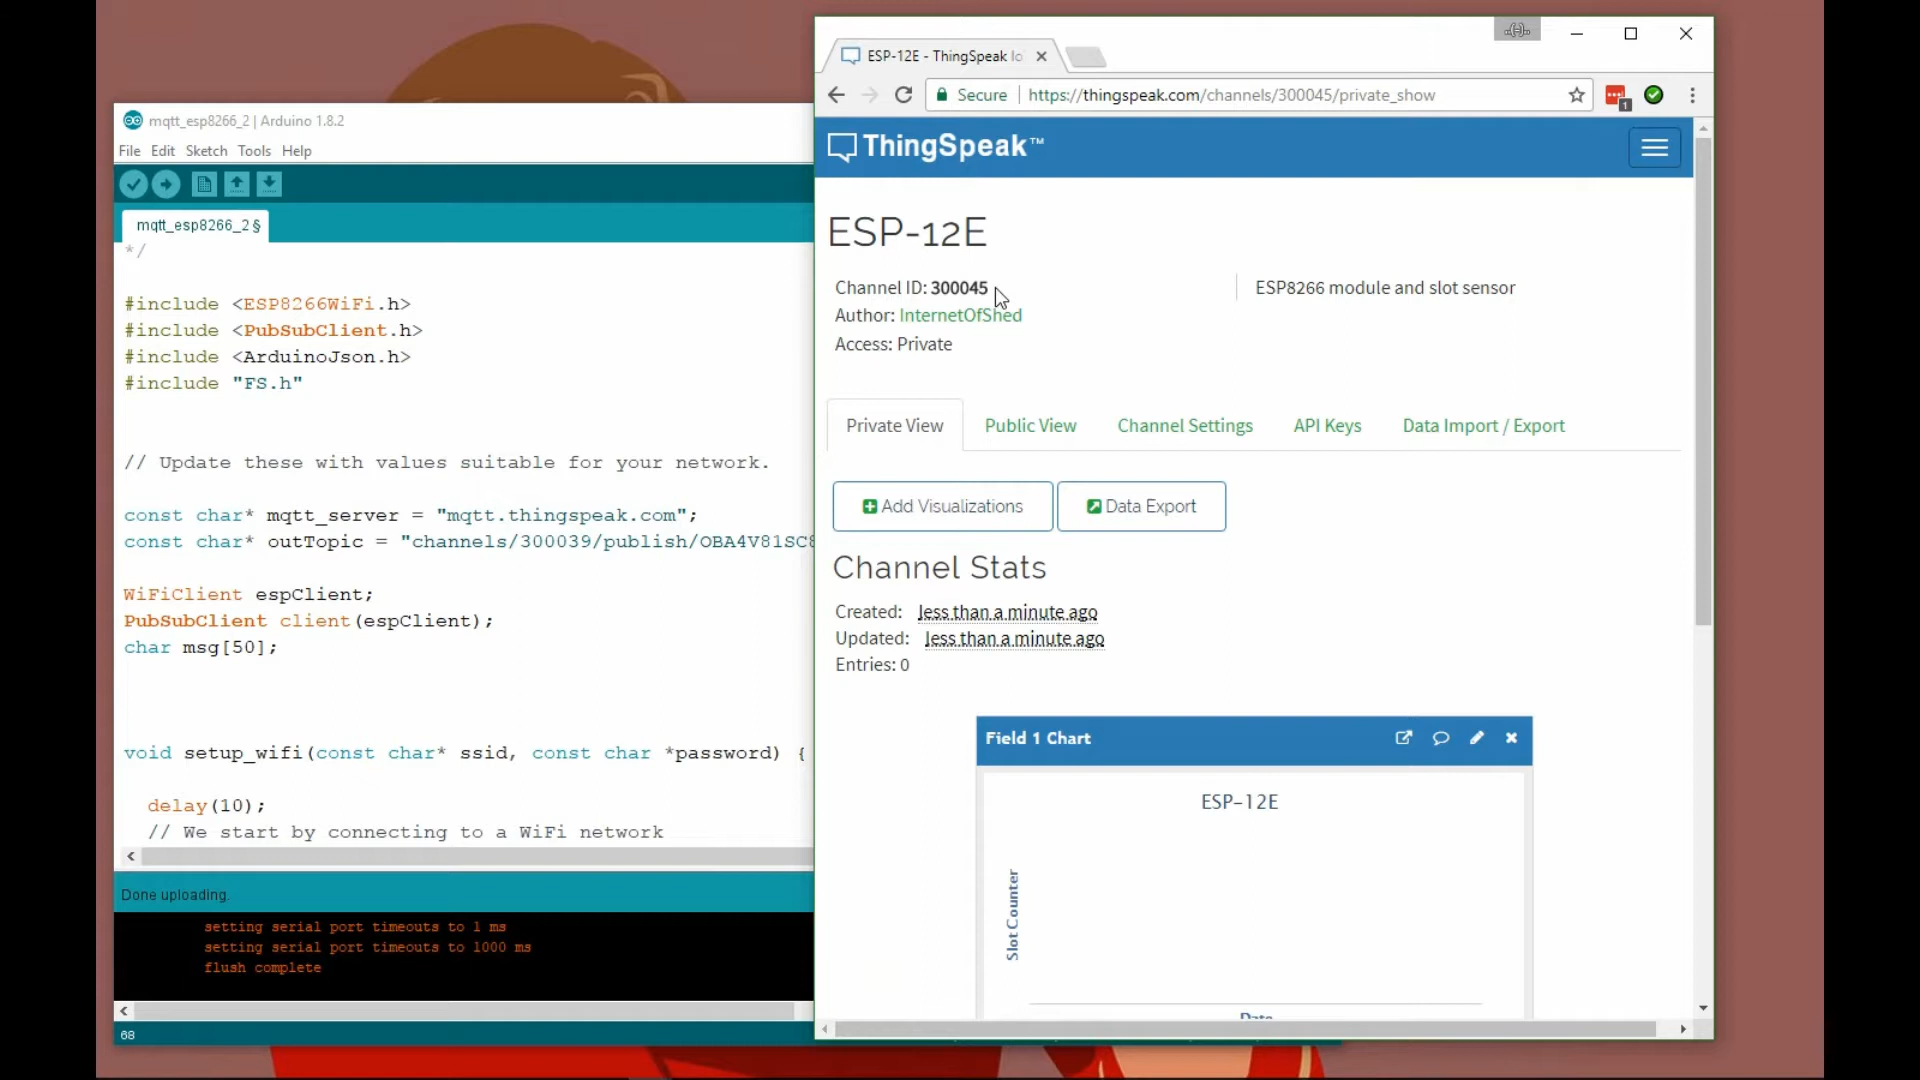 mqtt_esp8266_2 | Arduino 1.8.2
File Edit Sketch Tools Help
mqtt_esp8266_2 §
*/
#include <ESP8266WiFi.h>
#include <PubSubClient.h>
#include <ArduinoJson.h>
#include "FS.h"
// Update these with values suitable for your network.
const char* mqtt_server = "mqtt.thingspeak.com";
const char* outTopic = "channels/300039/publish/OBA4V81SC8
WiFiClient espClient;
PubSubClient client(espClient);
char msg[50];
void setup_wifi(const char* ssid, const char *password) {
delay(10);
// We start by connecting to a WiFi network
Done uploading.
setting serial port timeouts to 1 ms
setting serial port timeouts to 1000 ms
flush complete
68
ESP-12E - ThingSpeak Io
Secure https://thingspeak.com/channels/300045/private_show
1
ThingSpeak™
ESP-12E
Channel ID: 300045
ESP8266 module and slot sensor
Author: InternetOfShed
Access: Private
Private View Public View Channel Settings API Keys Data Import / Export
Add Visualizations Data Export
Channel Stats
Created: less than a minute ago
Updated: less than a minute ago
Entries: 0
Field 1 Chart
ESP-12E
Slot Counter
Date